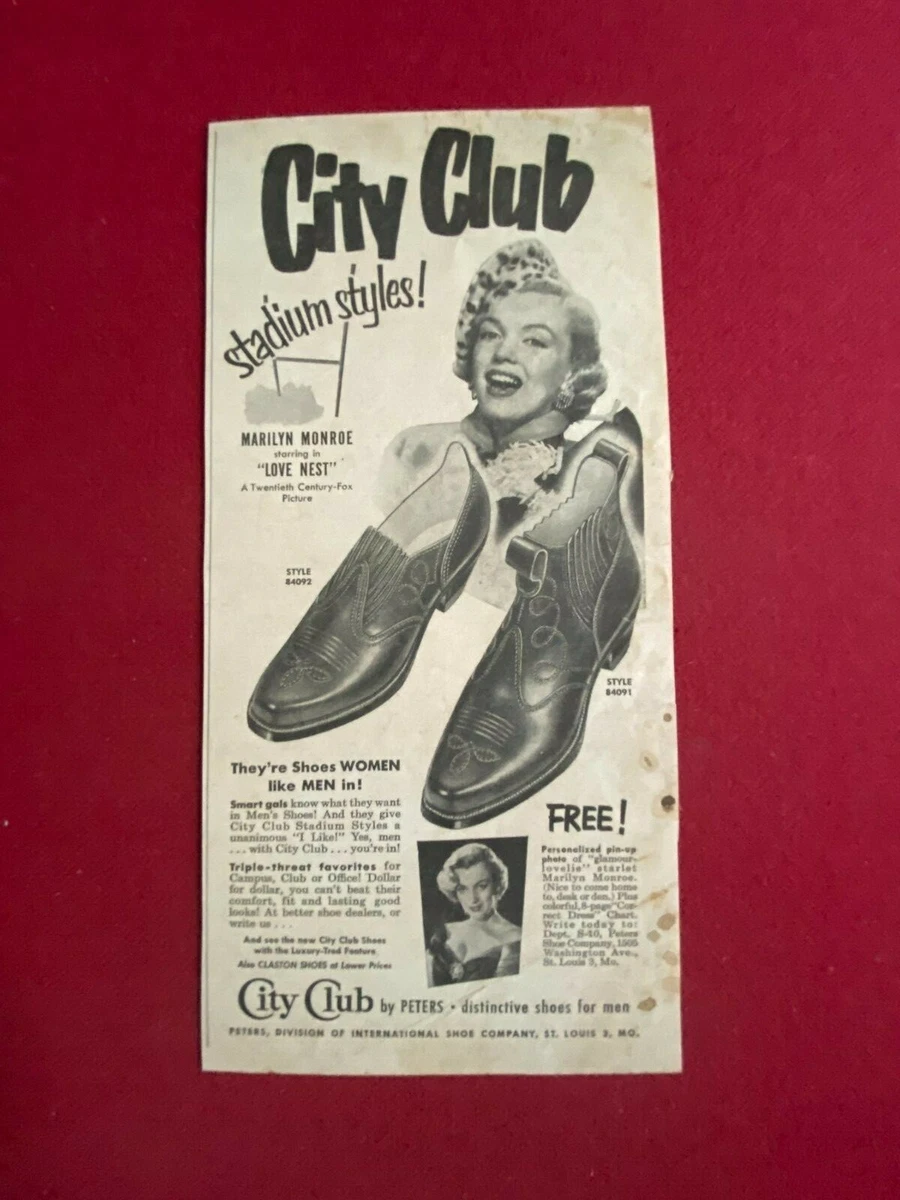 City Club
stadium styles!
MARILYN MONROE
starring in
"LOVE NEST"
A Twentieth Century-Fox
Picture
STYLE
84092
STYLE
84091
They're Shoes WOMEN
like MEN in!
Smart gals know what they want
in Men's Shoes! And they give
City Club Stadium Styles a
unanimous "I Like!" Yes, men
... with City Club ... you're in!
Triple-threat favorites for
Campus, Club or Office! Dollar
for dollar, you can't beat their
comfort, fit and lasting good
looks! At better shoe dealers, or
write us ...
And see the new City Club Shoes
with the Luxury-Trod Feature
Also CLASTON SHOES at Lower Prices
FREE!
Personalized pin-up
photo of "glamour-
lovelie" starlet
Marilyn Monroe.
(Nice to come home
to, desk or den.) Plus
colorful, 8-page "Cor-
rect Dress" Chart.
Write today to:
Dept. S-10, Peters
Shoe Company, 1505
Washington Ave.,
St. Louis 3, Mo.
City Club by PETERS • distinctive shoes for men
PETERS, DIVISION OF INTERNATIONAL SHOE COMPANY, ST. LOUIS 3, MO.